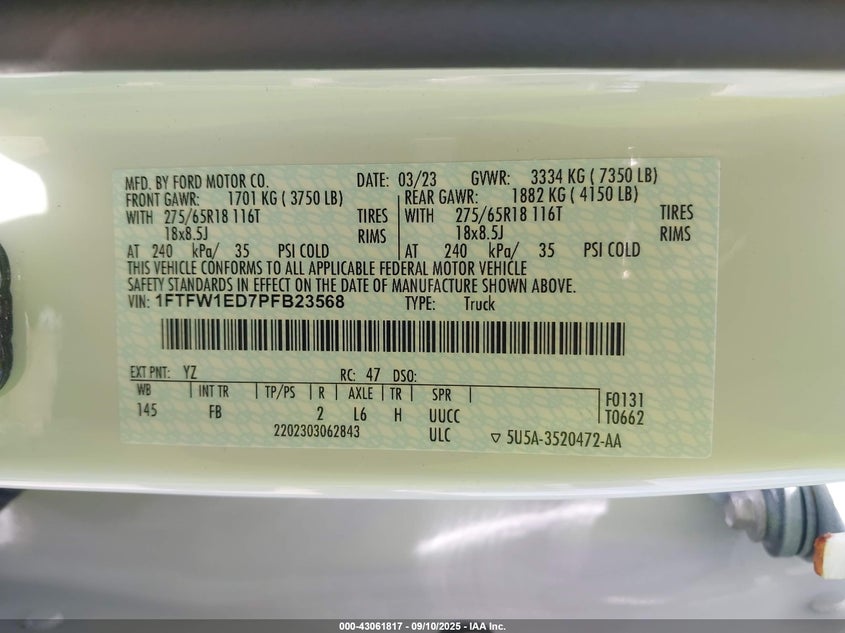 MFD. BY FORD MOTOR CO. DATE: 03/23 GVWR: 3334 KG ( 7350 LB)
FRONT GAWR: 1701 KG ( 3750 LB) REAR GAWR: 1882 KG ( 4150 LB)
WITH 275/65R18 116T TIRES WITH 275/65R18 116T TIRES
18x8.5J RIMS 18x8.5J RIMS
AT 240 kPa/ 35 PSI COLD AT 240 kPa/ 35 PSI COLD
THIS VEHICLE CONFORMS TO ALL APPLICABLE FEDERAL MOTOR VEHICLE
SAFETY STANDARDS IN EFFECT ON THE DATE OF MANUFACTURE SHOWN ABOVE.
VIN: 1FTFW1ED7PFB23568 TYPE: Truck
EXT PNT: YZ RC: 47 DSO:
WB INT TR TP/PS R AXLE TR SPR F0131
145 FB 2 L6 H UUCC T0662
2202303062843 ULC ▽ 5U5A-3520472-AA
000-43061817 - 09/10/2025 - IAA Inc.